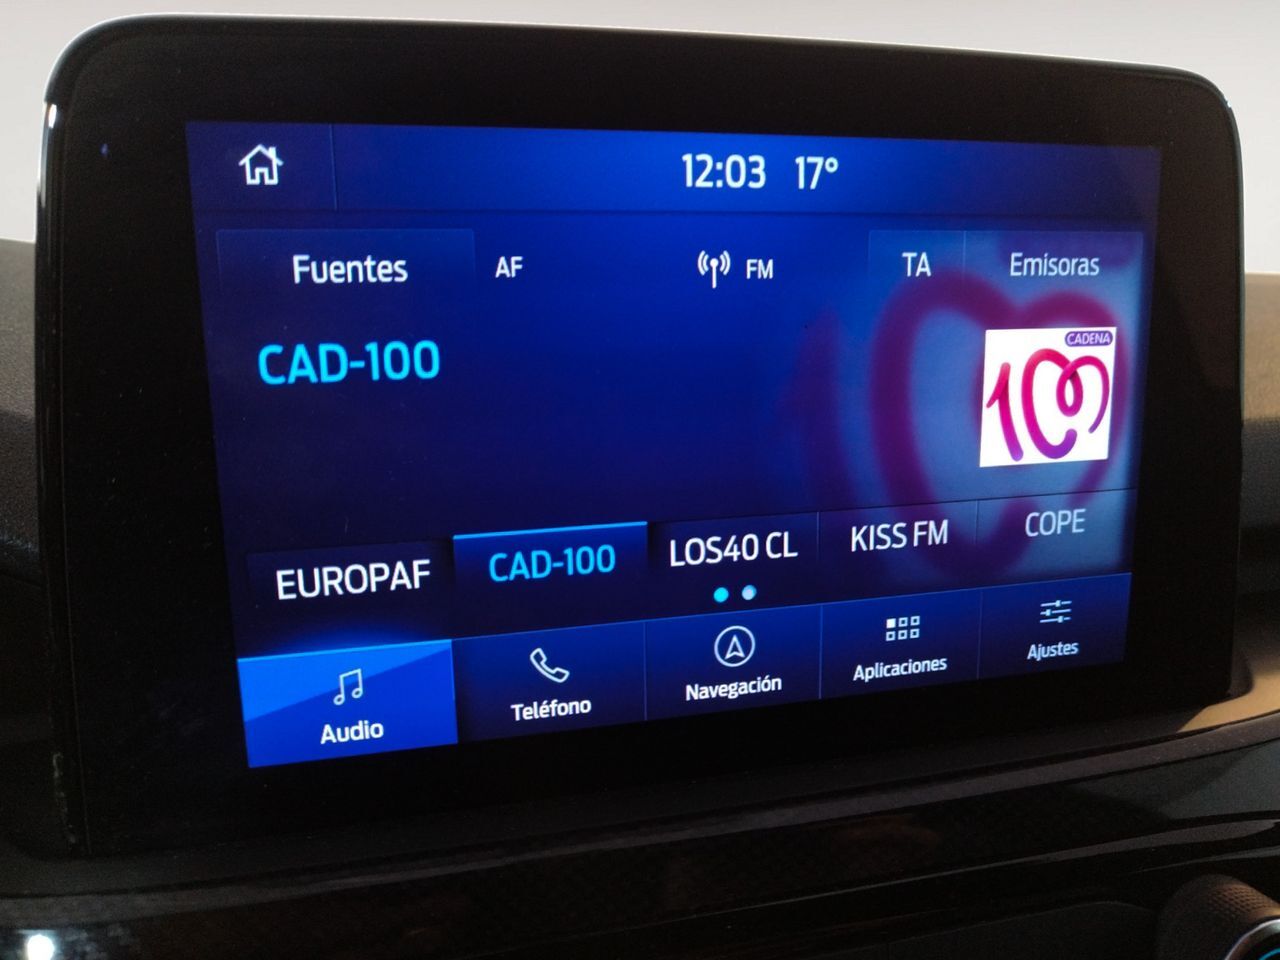 12:03 17°
Fuentes AF FM TA Emisoras
CAD-100
CADENA
100
EUROPAF CAD-100 LOS40 CL KISS FM COPE
Audio Teléfono Navegación Aplicaciones Ajustes